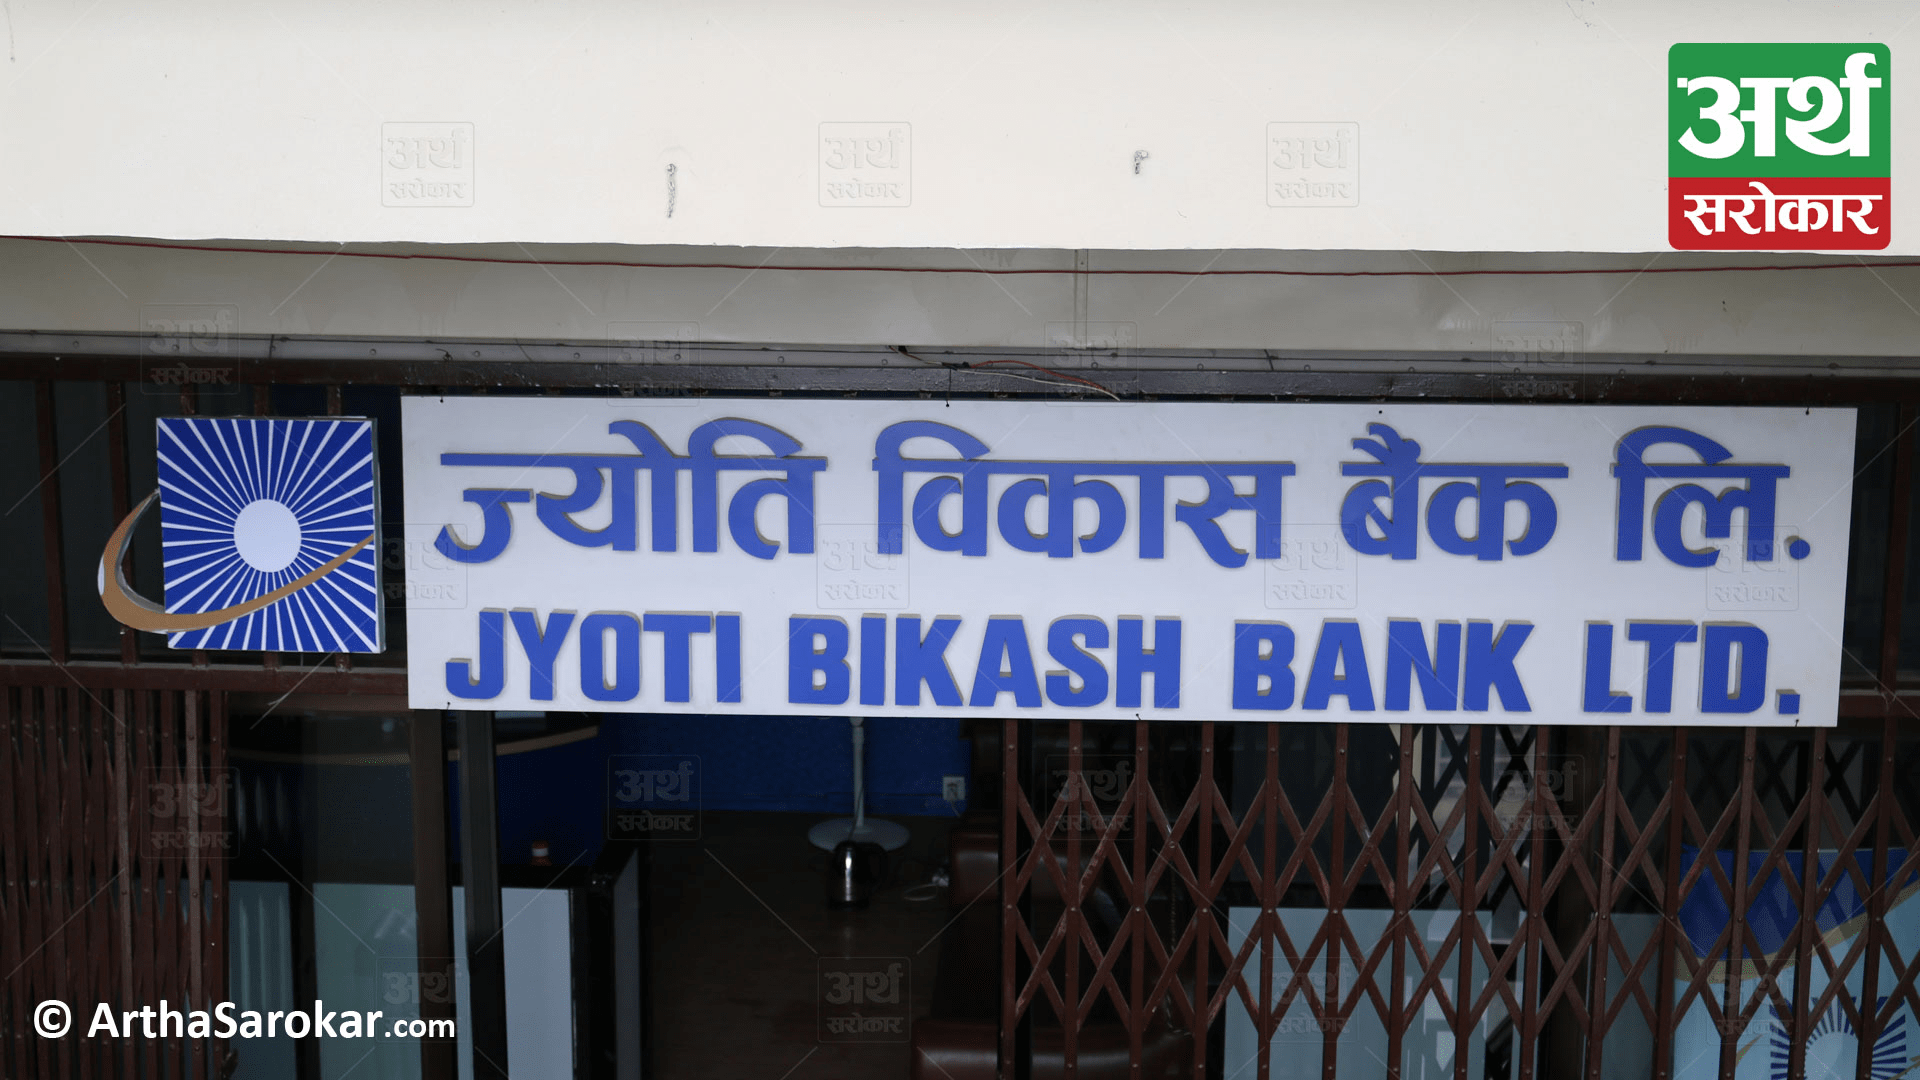 अर्थ
सरोकार
ज्योति विकास बैंक लि.
JYOTI BIKASH BANK LTD.
© ArthaSarokar.com